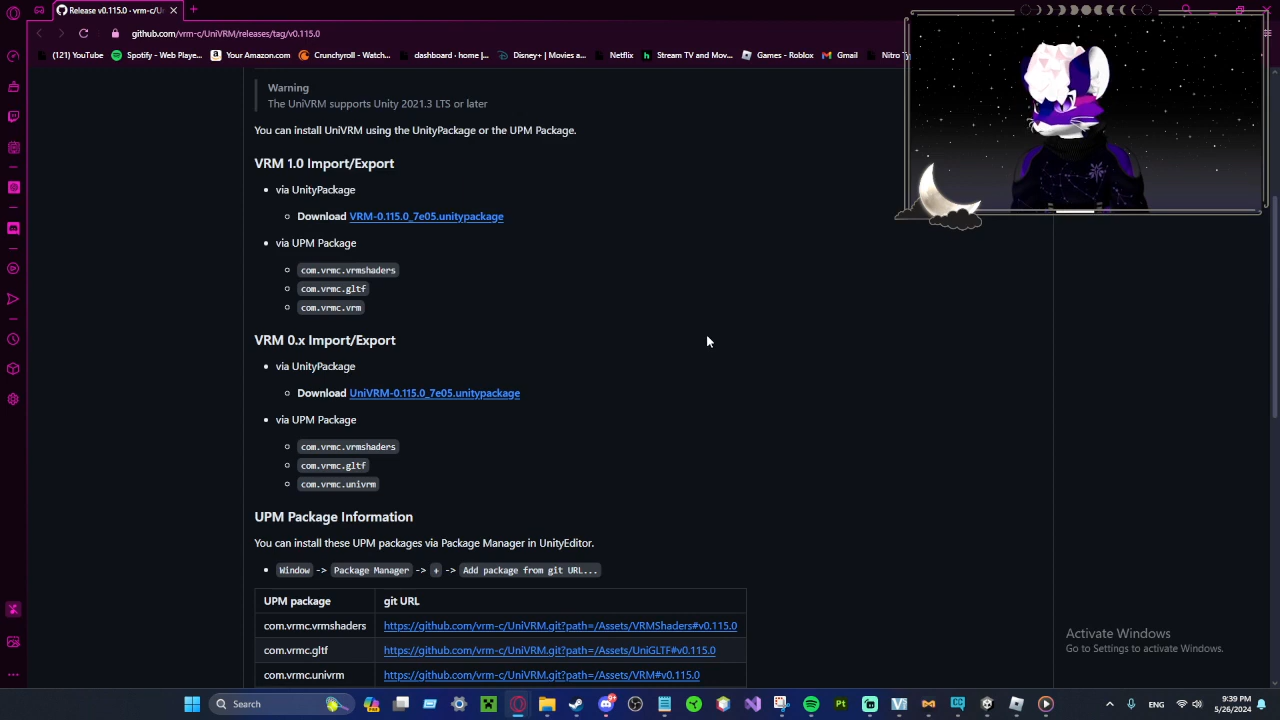 Release v0.115.0 · vrm-c/U
github.com/vrm-c/UniVRM/releases/tag/v0.115.0
(121) YouTube
Spotify - Web Playe...
Your Amazon.com
Crunchyroll - Watch...
dashboard · home |...
Disney+ | Movies a...
Netflix
Stream TV and Mov...
Games - Roblox
Gmail
Nitro
Warning
The UniVRM supports Unity 2021.3 LTS or later
You can install UniVRM using the UnityPackage or the UPM Package.
VRM 1.0 Import/Export
via UnityPackage
Download VRM-0.115.0_7e05.unitypackage
via UPM Package
com.vrmc.vrmshaders
com.vrmc.gltf
com.vrmc.vrm
VRM 0.x Import/Export
via UnityPackage
Download UniVRM-0.115.0_7e05.unitypackage
via UPM Package
com.vrmc.vrmshaders
com.vrmc.gltf
com.vrmc.univrm
UPM Package Information
You can install these UPM packages via Package Manager in UnityEditor.
Window -> Package Manager -> + -> Add package from git URL...
UPM package git URL
com.vrmc.vrmshaders https://github.com/vrm-c/UniVRM.git?path=/Assets/VRMShaders#v0.115.0
com.vrmc.gltf https://github.com/vrm-c/UniVRM.git?path=/Assets/UniGLTF#v0.115.0
com.vrmc.univrm https://github.com/vrm-c/UniVRM.git?path=/Assets/VRM#v0.115.0
Activate Windows
Go to Settings to activate Windows.
Search
ENG
9:39 PM
5/26/2024